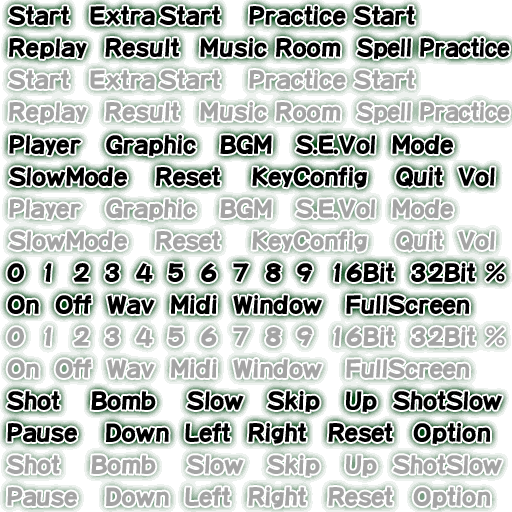 Start Extra Start Practice Start
Replay Result Music Room Spell Practice
Start Extra Start Practice Start
Replay Result Music Room Spell Practice
Player Graphic BGM S.E.Vol Mode
SlowMode Reset KeyConfig Quit Vol
Player Graphic BGM S.E.Vol Mode
SlowMode Reset KeyConfig Quit Vol
0 1 2 3 4 5 6 7 8 9 16Bit 32Bit %
On Off Wav Midi Window FullScreen
0 1 2 3 4 5 6 7 8 9 16Bit 32Bit %
On Off Wav Midi Window FullScreen
Shot Bomb Slow Skip Up ShotSlow
Pause Down Left Right Reset Option
Shot Bomb Slow Skip Up ShotSlow
Pause Down Left Right Reset Option